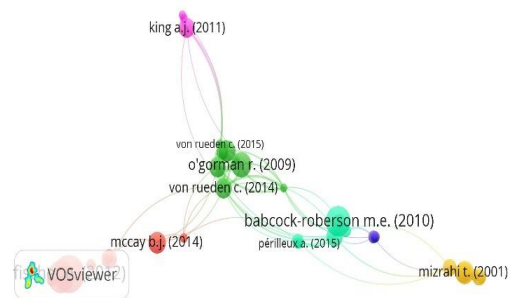 king a.j. (2011)
von rueden c. (2015)
o'gorman r. (2009)
von rueden c. (2014)
babcock-roberson m.e. (2010)
périlleux a. (2015)
mccay b.j. (2014)
mizrahi t. (2001)
VOSviewer